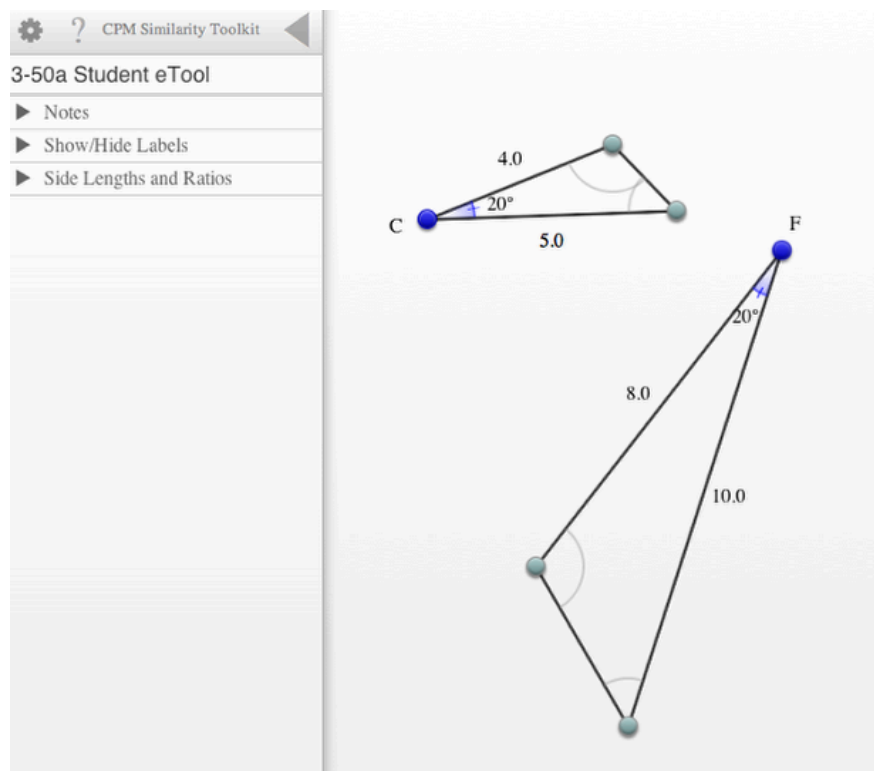 ? CPM Similarity Toolkit
3-50a Student eTool
Notes
Show/Hide Labels
Side Lengths and Ratios
4.0
20°
C
5.0
F
20°
8.0
10.0